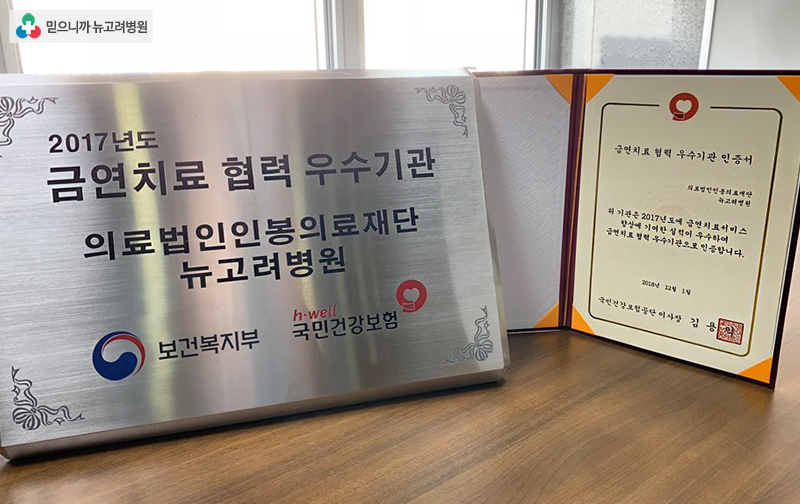 믿으니까 뉴고려병원
2017년도
금연치료 협력 우수기관
의료법인인봉의료재단
뉴고려병원
보건복지부
h·well
국민건강보험
금연치료 협력 우수기관 인증서
의료법인인봉의료재단
뉴고려병원
위 기관은 2017년도에 금연치료서비스
향상에 기여한 실적이 우수하여
금연치료 협력 우수기관으로 인증합니다.
2018년 12월 1일
국민건강보험공단 이사장 김 용